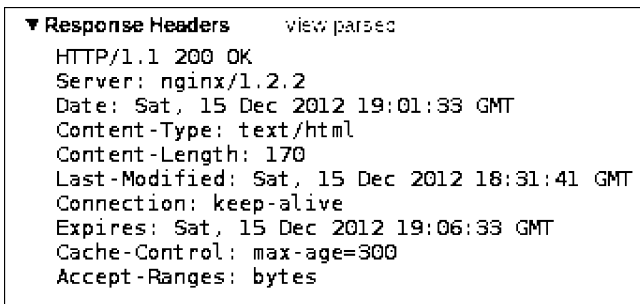 ▼ Response Headers view parsed
HTTP/1.1 200 OK
Server: nginx/1.2.2
Date: Sat, 15 Dec 2012 19:01:33 GMT
Content-Type: text/html
Content-Length: 170
Last-Modified: Sat, 15 Dec 2012 18:31:41 GMT
Connection: keep-alive
Expires: Sat, 15 Dec 2012 19:06:33 GMT
Cache-Control: max-age=300
Accept-Ranges: bytes